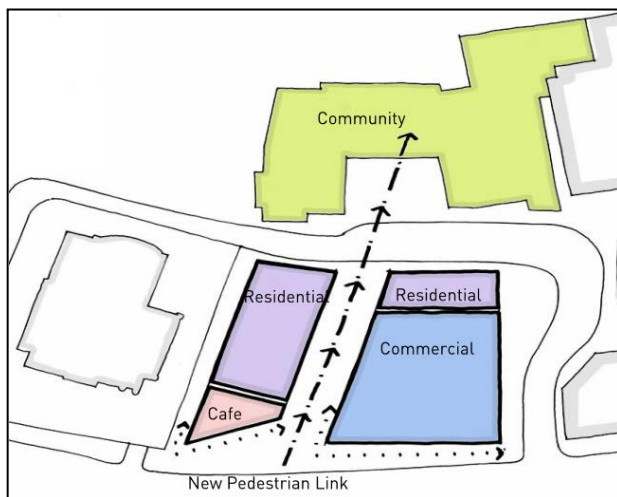 Community
Residential
Residential
Commercial
Cafe
New Pedestrian Link